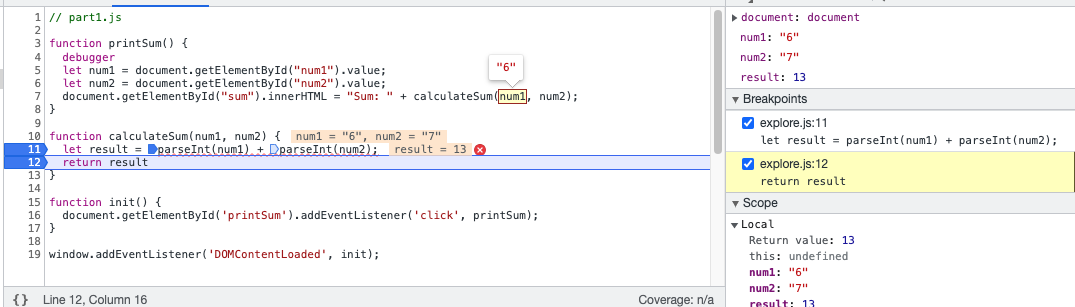 1 // part1.js
2
3 function printSum() {
4 debugger
5 let num1 = document.getElementById("num1").value;
"6"
6 let num2 = document.getElementById("num2").value;
7 document.getElementById("sum").innerHTML = "Sum: " + calculateSum(num1, num2);
8 }
9
10 function calculateSum(num1, num2) { num1 = "6", num2 = "7"
11 let result = parseInt(num1) + parseInt(num2); result = 13
12 return result
13 }
14
15 function init() {
16 document.getElementById('printSum').addEventListener('click', printSum);
17 }
18
19 window.addEventListener('DOMContentLoaded', init);
{} Line 12, Column 16 Coverage: n/a
document: document
num1: "6"
num2: "7"
result: 13
Breakpoints
explore.js:11
let result = parseInt(num1) + parseInt(num2);
explore.js:12
return result
Scope
Local
Return value: 13
this: undefined
num1: "6"
num2: "7"
result: 13